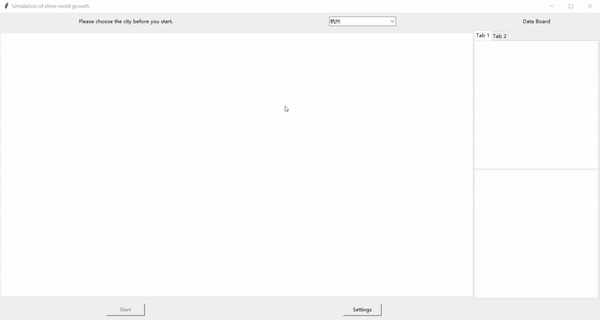 Simulation of slime mold growth
Please choose the city before you start.
杭州
Data Board
Tab 1
Tab 2
Start
Settings